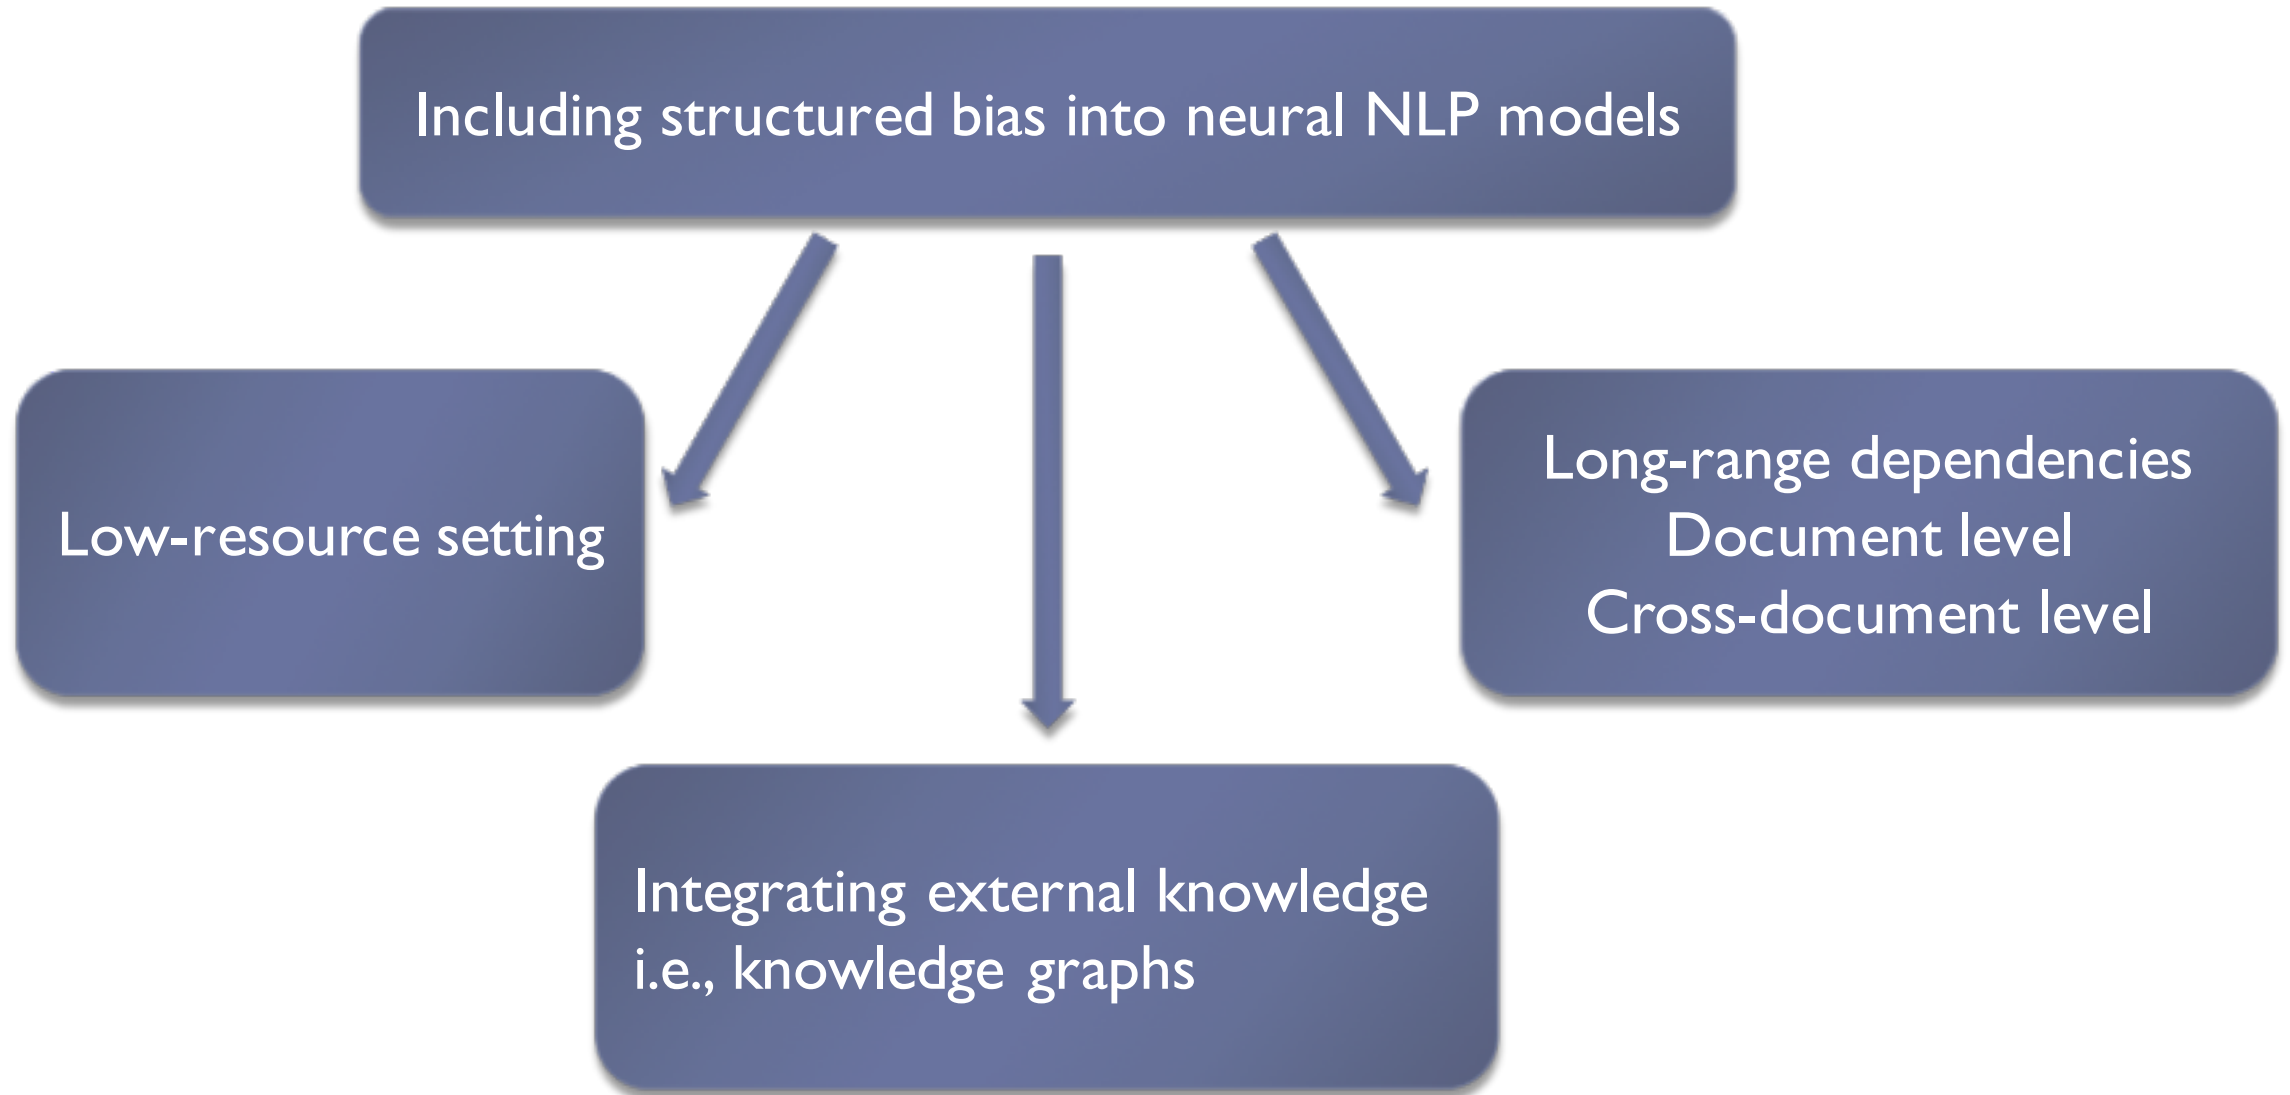 Including structured bias into neural NLP models
Low-resource setting
Long-range dependencies
Document level
Cross-document level
Integrating external knowledge
i.e., knowledge graphs